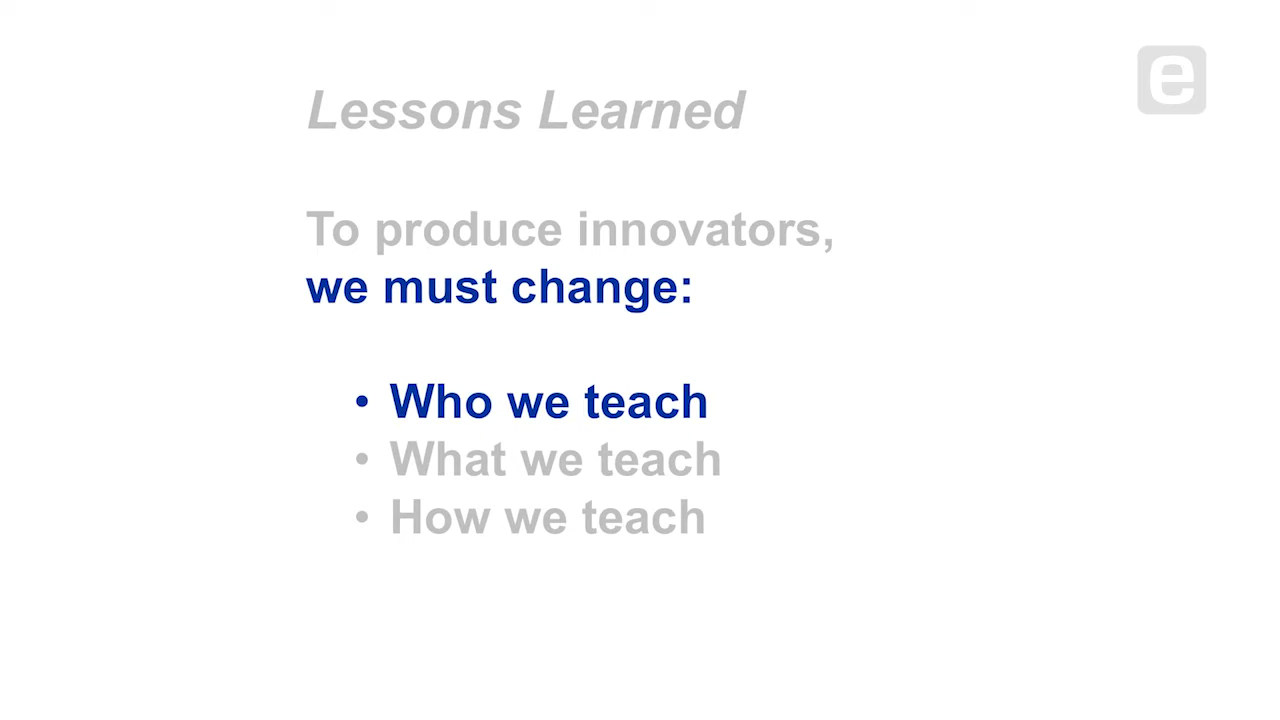 e
Lessons Learned
To produce innovators,
we must change:
• Who we teach
• What we teach
• How we teach